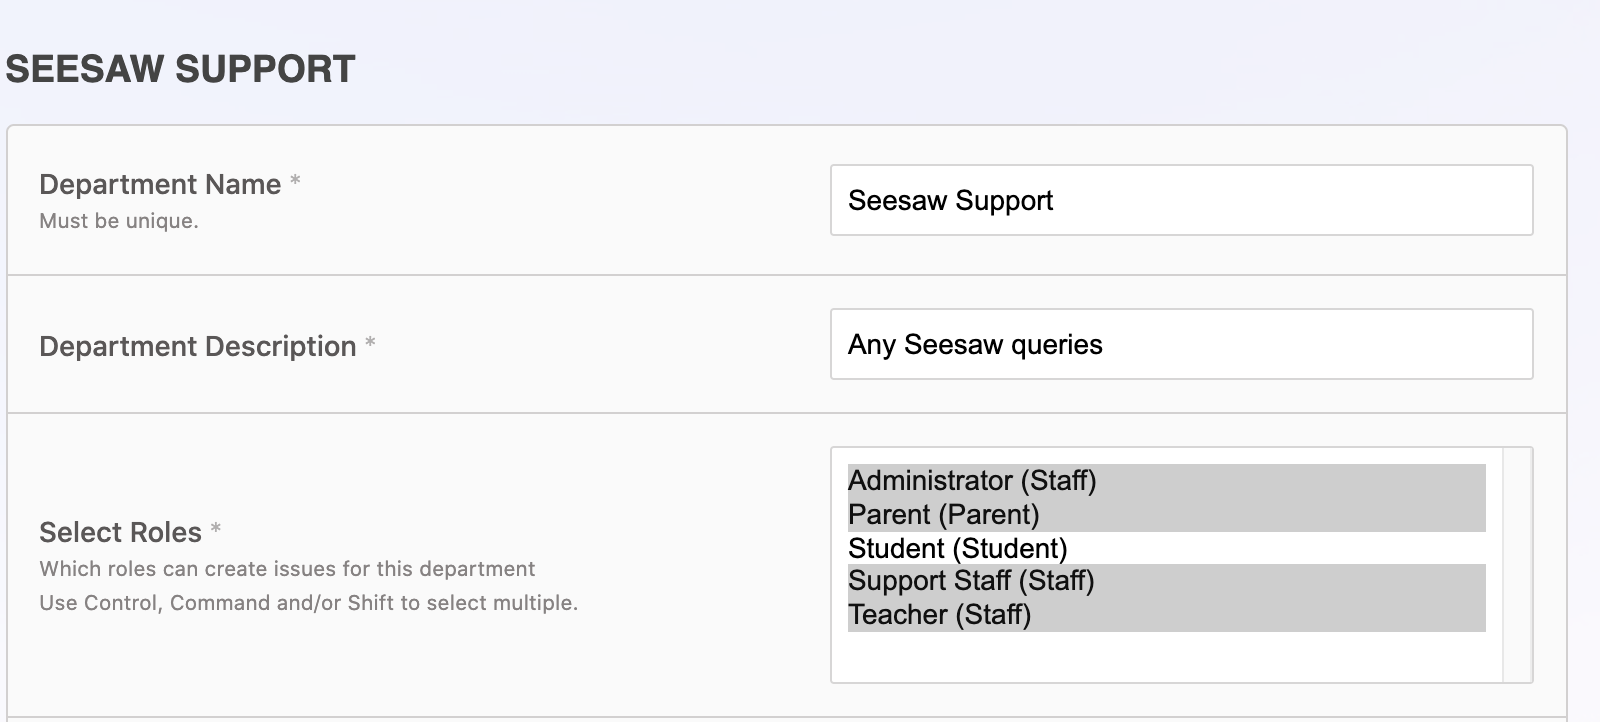 SEESAW SUPPORT
Department Name *
Must be unique.
Seesaw Support
Department Description *
Any Seesaw queries
Select Roles *
Which roles can create issues for this department
Use Control, Command and/or Shift to select multiple.
Administrator (Staff)
Parent (Parent)
Student (Student)
Support Staff (Staff)
Teacher (Staff)